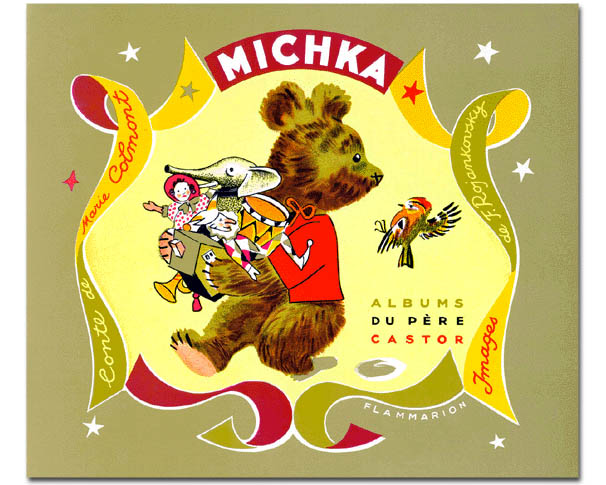 MICHKA
Conte de Marie Colmont
Images de F. Rojankovsky
ALBUMS
DU PÈRE
CASTOR
FLAMMARION